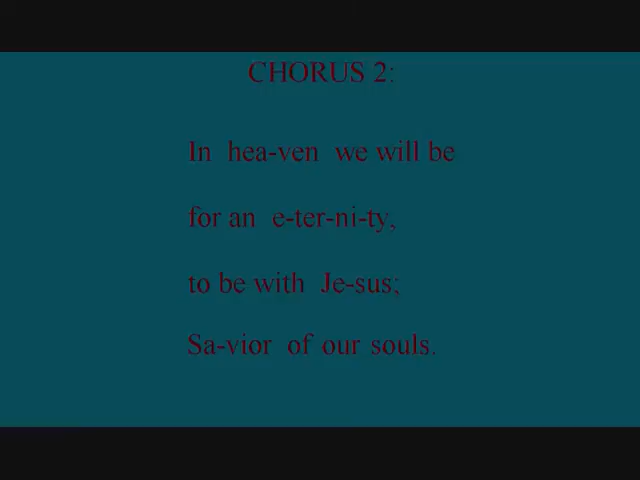 CHORUS 2:
In hea-ven we will be
for an e-ter-ni-ty,
to be with Je-sus;
Sa-vior of our souls.